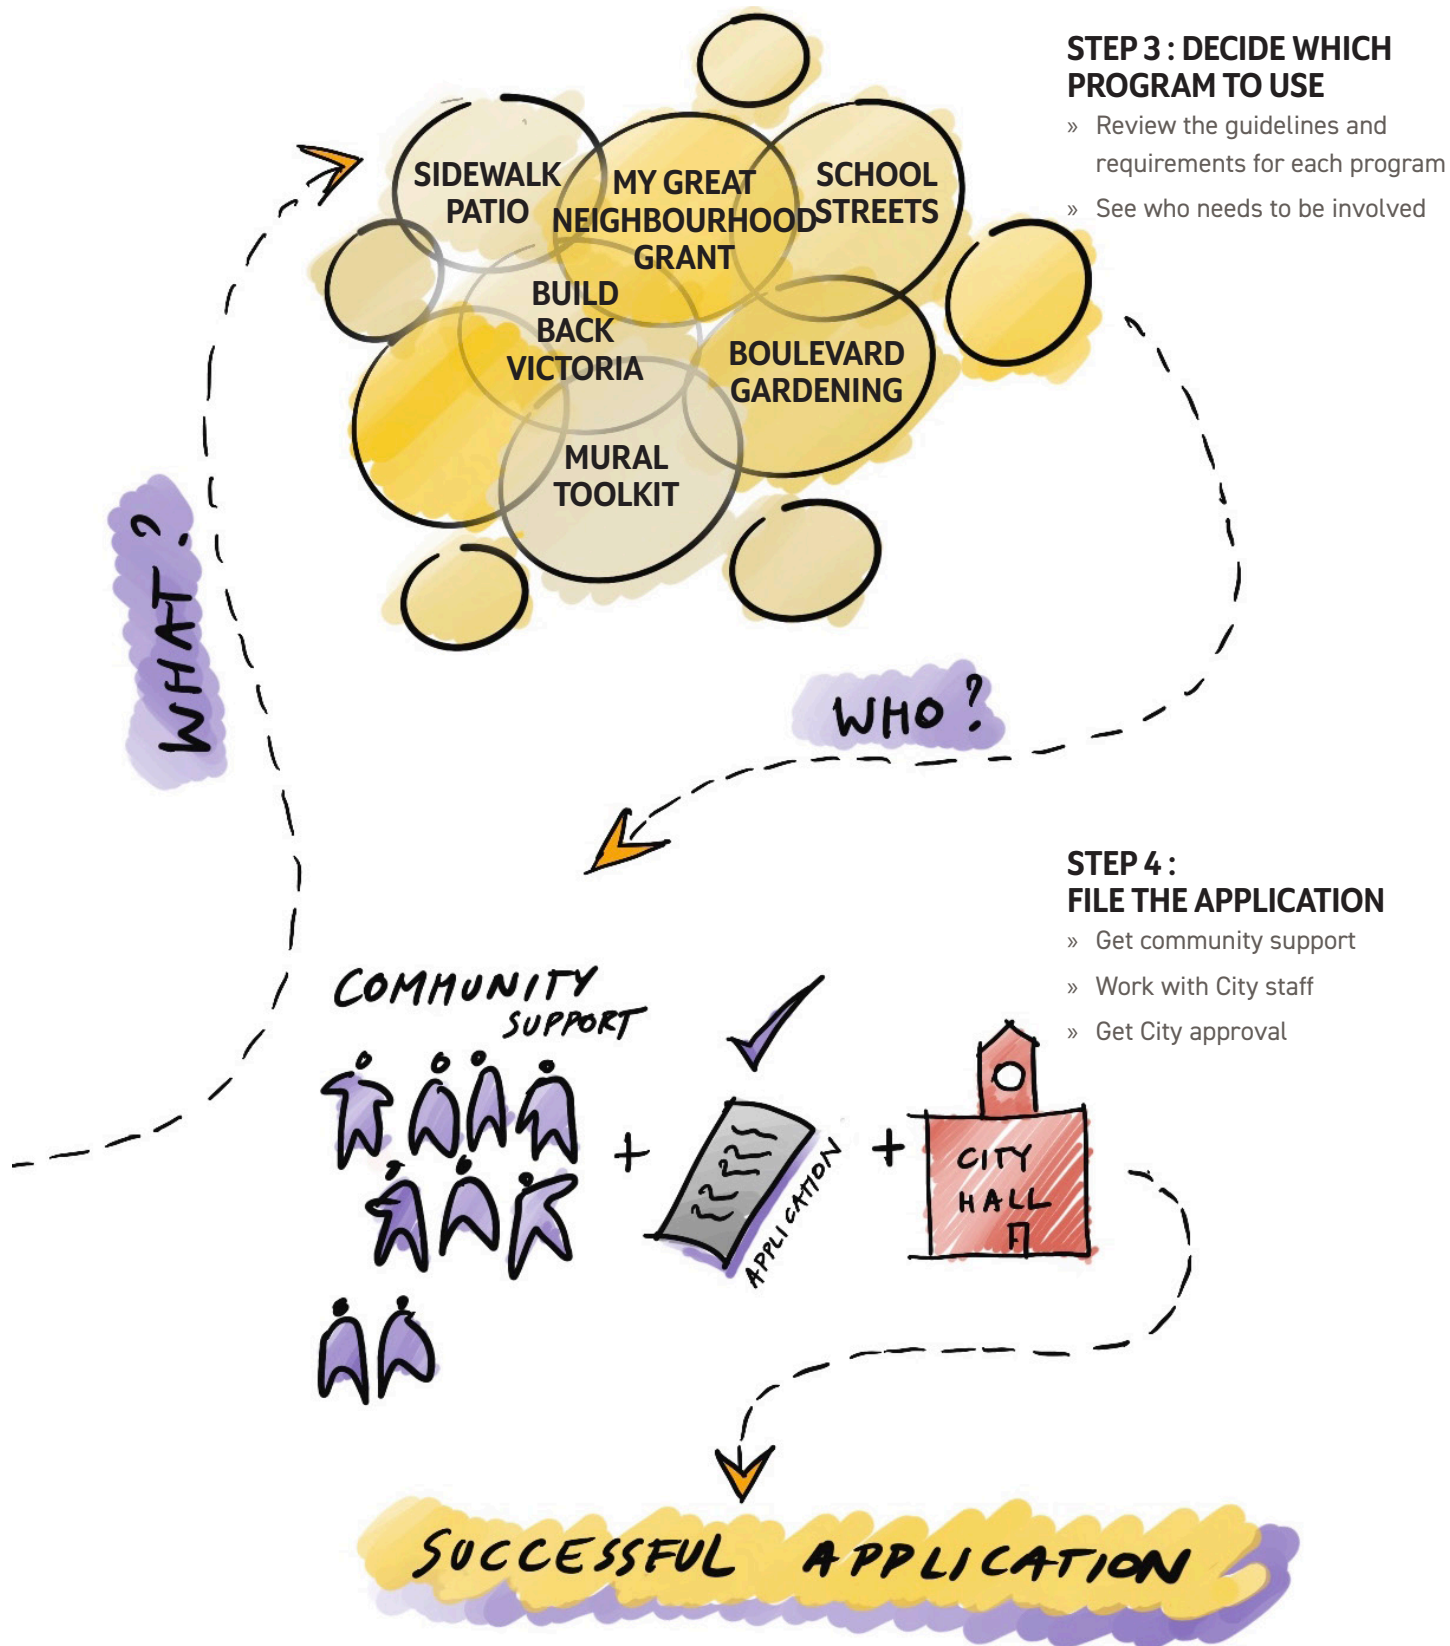 STEP 3 : DECIDE WHICH
PROGRAM TO USE
» Review the guidelines and
requirements for each program
» See who needs to be involved
SIDEWALK
PATIO
MY GREAT
NEIGHBOURHOOD
GRANT
SCHOOL
STREETS
BUILD
BACK
VICTORIA
BOULEVARD
GARDENING
MURAL
TOOLKIT
WHAT?
WHO?
STEP 4 :
FILE THE APPLICATION
» Get community support
» Work with City staff
» Get City approval
COMMUNITY
SUPPORT
+
APPLICATION
+
CITY
HALL
SUCCESSFUL APPLICATION